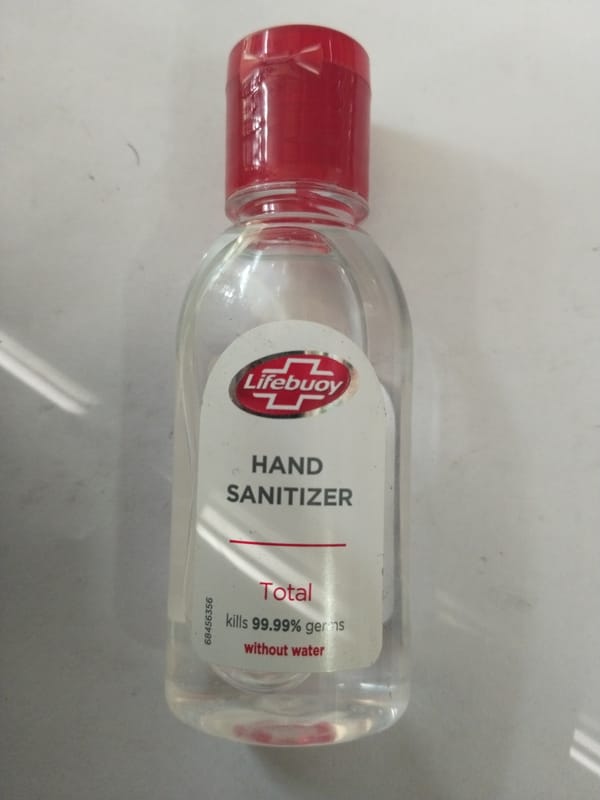 Lifebuoy
HAND
SANITIZER
Total
kills 99.99% germs
without water
68456356